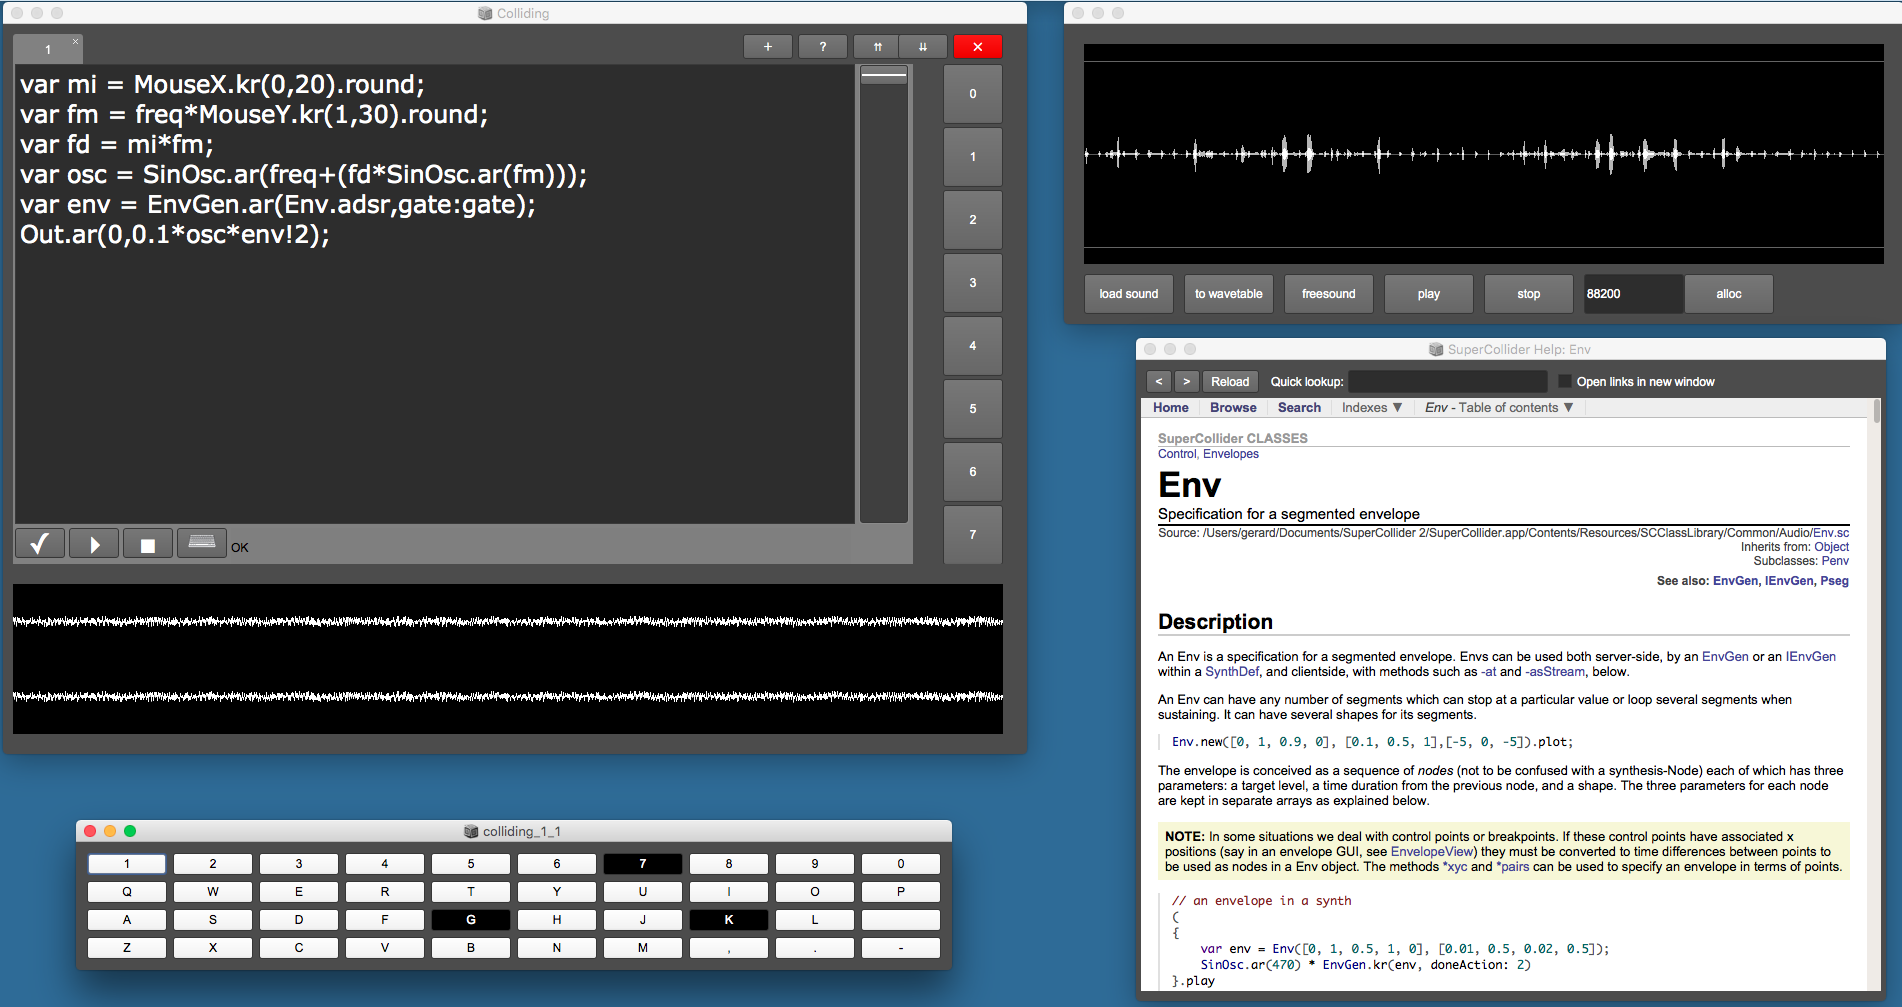 Colliding
1 ×
+ ? ⇈ ⇊ ✕
var mi = MouseX.kr(0,20).round;
var fm = freq*MouseY.kr(1,30).round;
var fd = mi*fm;
var osc = SinOsc.ar(freq+(fd*SinOsc.ar(fm)));
var env = EnvGen.ar(Env.adsr,gate:gate);
Out.ar(0,0.1*osc*env!2);
0
1
2
3
4
5
6
7
OK
load sound to wavetable freesound play stop 88200 alloc
SuperCollider Help: Env
< > Reload Quick lookup: Open links in new window
Home Browse Search Indexes ▼ Env - Table of contents ▼
SuperCollider CLASSES
Control, Envelopes
Env
Specification for a segmented envelope
Source: /Users/gerard/Documents/SuperCollider 2/SuperCollider.app/Contents/Resources/SCClassLibrary/Common/Audio/Env.sc
Inherits from: Object
Subclasses: Penv
See also: EnvGen, IEnvGen, Pseg
Description
An Env is a specification for a segmented envelope. Envs can be used both server-side, by an EnvGen or an IEnvGen
within a SynthDef, and clientside, with methods such as -at and -asStream, below.
An Env can have any number of segments which can stop at a particular value or loop several segments when
sustaining. It can have several shapes for its segments.
Env.new([0, 1, 0.9, 0], [0.1, 0.5, 1],[-5, 0, -5]).plot;
The envelope is conceived as a sequence of nodes (not to be confused with a synthesis-Node) each of which has three
parameters: a target level, a time duration from the previous node, and a shape. The three parameters for each node
are kept in separate arrays as explained below.
NOTE: In some situations we deal with control points or breakpoints. If these control points have associated x
positions (say in an envelope GUI, see EnvelopeView) they must be converted to time differences between points to
be used as nodes in a Env object. The methods *xyc and *pairs can be used to specify an envelope in terms of points.
// an envelope in a synth
(
{
var env = Env([0, 1, 0.5, 1, 0], [0.01, 0.5, 0.02, 0.5]);
SinOsc.ar(470) * EnvGen.kr(env, doneAction: 2)
}.play
colliding_1_1
1 2 3 4 5 6 7 8 9 0
Q W E R T Y U I O P
A S D F G H J K L
Z X C V B N M , . -